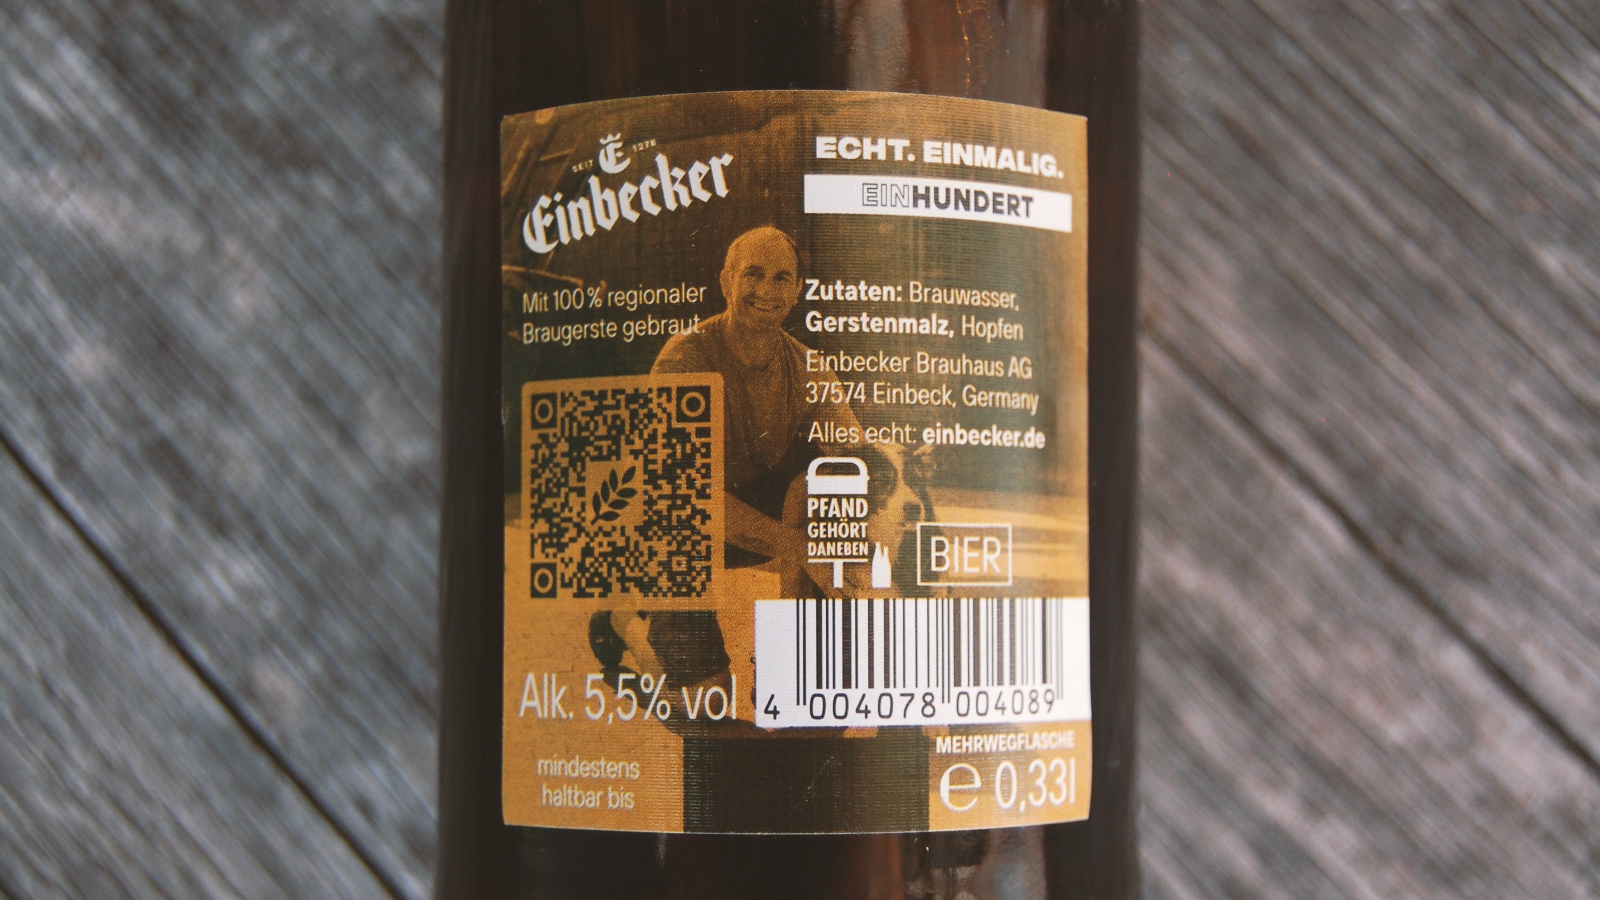 SEIT E 1378
Einbecker
Mit 100 % regionaler
Braugerste gebraut.
Alk. 5,5% vol
mindestens
haltbar bis
ECHT. EINMALIG.
EINHUNDERT
Zutaten: Brauwasser,
Gerstenmalz, Hopfen
Einbecker Brauhaus AG
37574 Einbeck, Germany
Alles echt: einbecker.de
PFAND
GEHÖRT
DANEBEN
BIER
4 004078 004089
MEHRWEGFLASCHE
e 0,33l